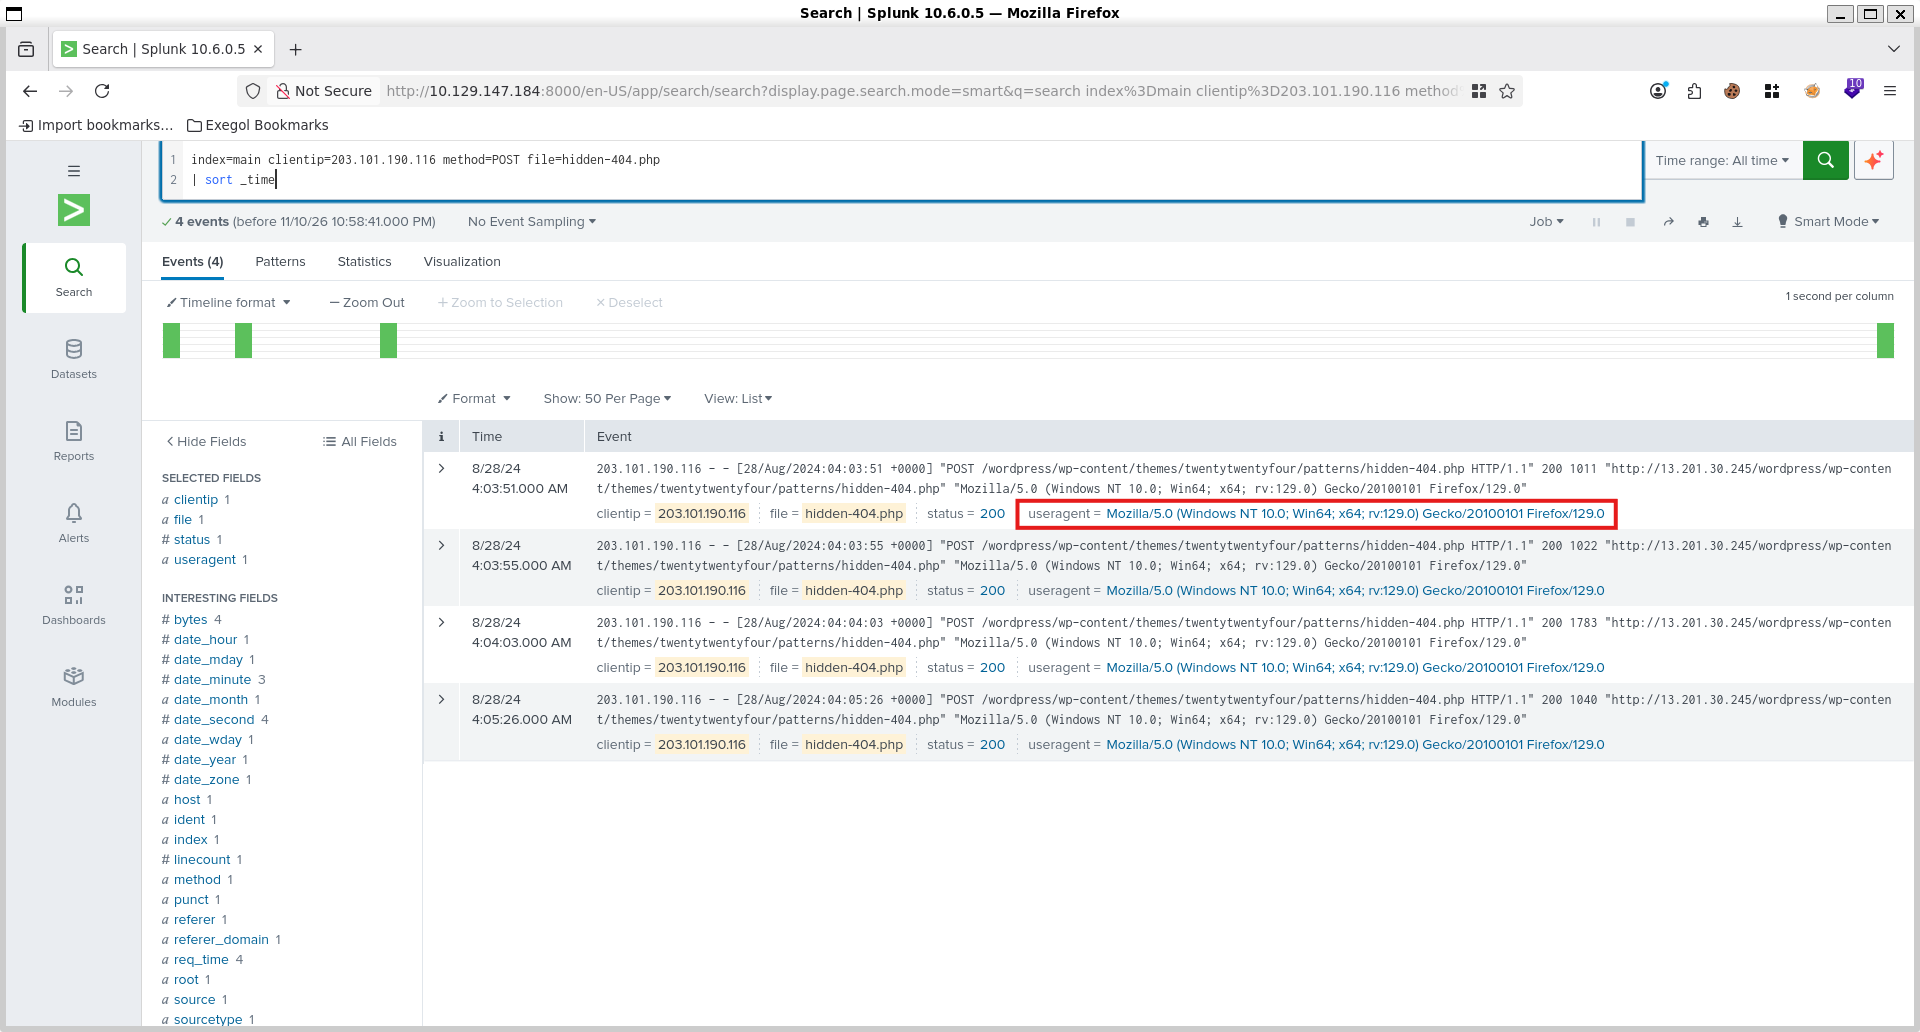 Search | Splunk 10.6.0.5 — Mozilla Firefox
Search | Splunk 10.6.0.5
Not Secure
http://10.129.147.184:8000/en-US/app/search/search?display.page.search.mode=smart&q=search index%3Dmain clientip%3D203.101.190.116 method
10
Import bookmarks...
Exegol Bookmarks
1 index=main clientip=203.101.190.116 method=POST file=hidden-404.php
2 | sort _time
Time range: All time
4 events (before 11/10/26 10:58:41.000 PM)
No Event Sampling
Job
Smart Mode
Events (4)
Patterns
Statistics
Visualization
Timeline format
Zoom Out
Zoom to Selection
Deselect
1 second per column
Search
Datasets
Reports
Alerts
Dashboards
Modules
Format
Show: 50 Per Page
View: List
Hide Fields
All Fields
SELECTED FIELDS
a clientip 1
a file 1
# status 1
a useragent 1
INTERESTING FIELDS
# bytes 4
# date_hour 1
# date_mday 1
# date_minute 3
a date_month 1
# date_second 4
a date_wday 1
# date_year 1
# date_zone 1
a host 1
a ident 1
a index 1
# linecount 1
a method 1
a punct 1
a referer 1
a referer_domain 1
a req_time 4
a root 1
a source 1
a sourcetype 1
i Time Event
8/28/24
4:03:51.000 AM
203.101.190.116 - - [28/Aug/2024:04:03:51 +0000] "POST /wordpress/wp-content/themes/twentytwentyfour/patterns/hidden-404.php HTTP/1.1" 200 1011 "http://13.201.30.245/wordpress/wp-conten
t/themes/twentytwentyfour/patterns/hidden-404.php" "Mozilla/5.0 (Windows NT 10.0; Win64; x64; rv:129.0) Gecko/20100101 Firefox/129.0"
clientip = 203.101.190.116 file = hidden-404.php status = 200 useragent = Mozilla/5.0 (Windows NT 10.0; Win64; x64; rv:129.0) Gecko/20100101 Firefox/129.0
8/28/24
4:03:55.000 AM
203.101.190.116 - - [28/Aug/2024:04:03:55 +0000] "POST /wordpress/wp-content/themes/twentytwentyfour/patterns/hidden-404.php HTTP/1.1" 200 1022 "http://13.201.30.245/wordpress/wp-conten
t/themes/twentytwentyfour/patterns/hidden-404.php" "Mozilla/5.0 (Windows NT 10.0; Win64; x64; rv:129.0) Gecko/20100101 Firefox/129.0"
clientip = 203.101.190.116 file = hidden-404.php status = 200 useragent = Mozilla/5.0 (Windows NT 10.0; Win64; x64; rv:129.0) Gecko/20100101 Firefox/129.0
8/28/24
4:04:03.000 AM
203.101.190.116 - - [28/Aug/2024:04:04:03 +0000] "POST /wordpress/wp-content/themes/twentytwentyfour/patterns/hidden-404.php HTTP/1.1" 200 1783 "http://13.201.30.245/wordpress/wp-conten
t/themes/twentytwentyfour/patterns/hidden-404.php" "Mozilla/5.0 (Windows NT 10.0; Win64; x64; rv:129.0) Gecko/20100101 Firefox/129.0"
clientip = 203.101.190.116 file = hidden-404.php status = 200 useragent = Mozilla/5.0 (Windows NT 10.0; Win64; x64; rv:129.0) Gecko/20100101 Firefox/129.0
8/28/24
4:05:26.000 AM
203.101.190.116 - - [28/Aug/2024:04:05:26 +0000] "POST /wordpress/wp-content/themes/twentytwentyfour/patterns/hidden-404.php HTTP/1.1" 200 1040 "http://13.201.30.245/wordpress/wp-conten
t/themes/twentytwentyfour/patterns/hidden-404.php" "Mozilla/5.0 (Windows NT 10.0; Win64; x64; rv:129.0) Gecko/20100101 Firefox/129.0"
clientip = 203.101.190.116 file = hidden-404.php status = 200 useragent = Mozilla/5.0 (Windows NT 10.0; Win64; x64; rv:129.0) Gecko/20100101 Firefox/129.0